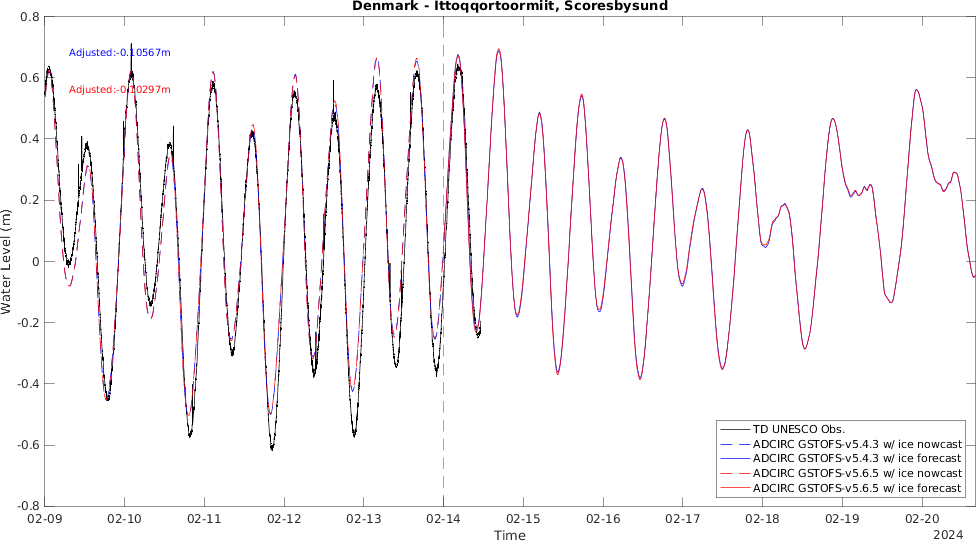 Denmark - Ittoqqortoormiit, Scoresbysund
0.8
0.6
0.4
0.2
0
-0.2
-0.4
-0.6
-0.8
Water Level (m)
Adjusted:-0.10567m
Adjusted:-0.10297m
TD UNESCO Obs.
ADCIRC GSTOFS-v5.4.3 w/ ice nowcast
ADCIRC GSTOFS-v5.4.3 w/ ice forecast
ADCIRC GSTOFS-v5.6.5 w/ ice nowcast
ADCIRC GSTOFS-v5.6.5 w/ ice forecast
02-09 02-10 02-11 02-12 02-13 02-14 02-15 02-16 02-17 02-18 02-19 02-20
Time
2024